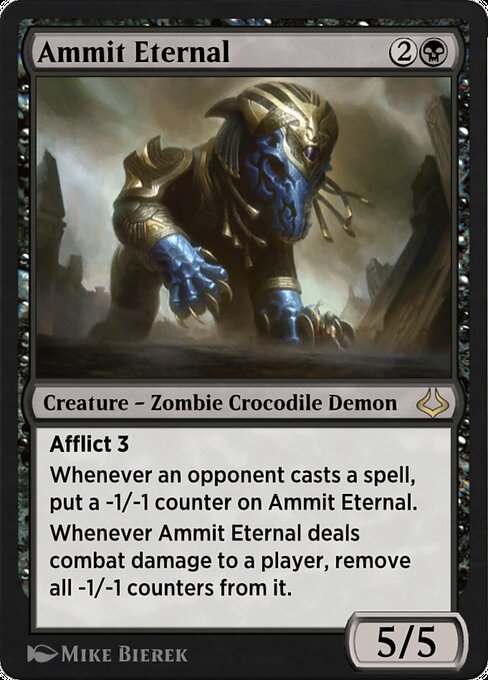 Ammit Eternal 2
Creature – Zombie Crocodile Demon
Afflict 3
Whenever an opponent casts a spell,
put a -1/-1 counter on Ammit Eternal.
Whenever Ammit Eternal deals
combat damage to a player, remove
all -1/-1 counters from it.
5/5
Mike Bierek